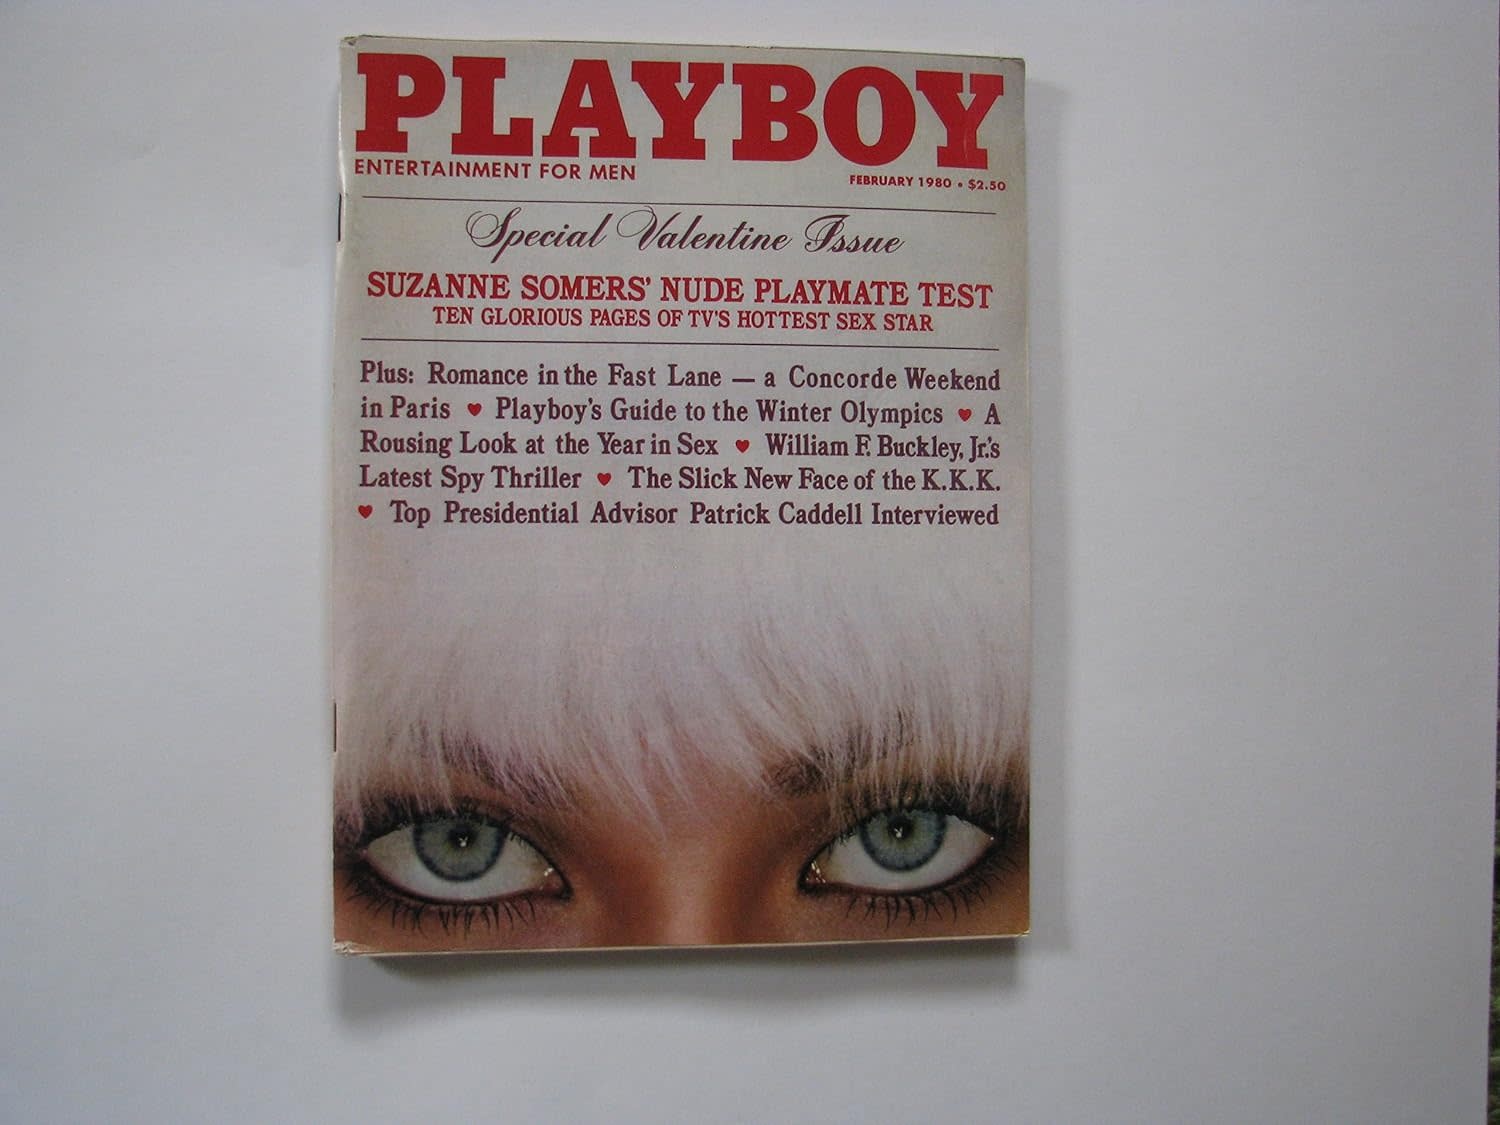 PLAYBOY
ENTERTAINMENT FOR MEN
FEBRUARY 1980 • $2.50
Special Valentine Issue
SUZANNE SOMERS' NUDE PLAYMATE TEST
TEN GLORIOUS PAGES OF TV'S HOTTEST SEX STAR
Plus: Romance in the Fast Lane — a Concorde Weekend
in Paris ♥ Playboy's Guide to the Winter Olympics ♥ A
Rousing Look at the Year in Sex ♥ William F. Buckley, Jr.'s
Latest Spy Thriller ♥ The Slick New Face of the K.K.K.
♥ Top Presidential Advisor Patrick Caddell Interviewed